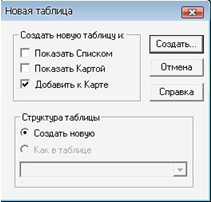 Новая таблица
Создать новую таблицу и:
Показать Списком
Показать Картой
Добавить к Карте
Создать...
Отмена
Справка
Структура таблицы
Создать новую
Как в таблице